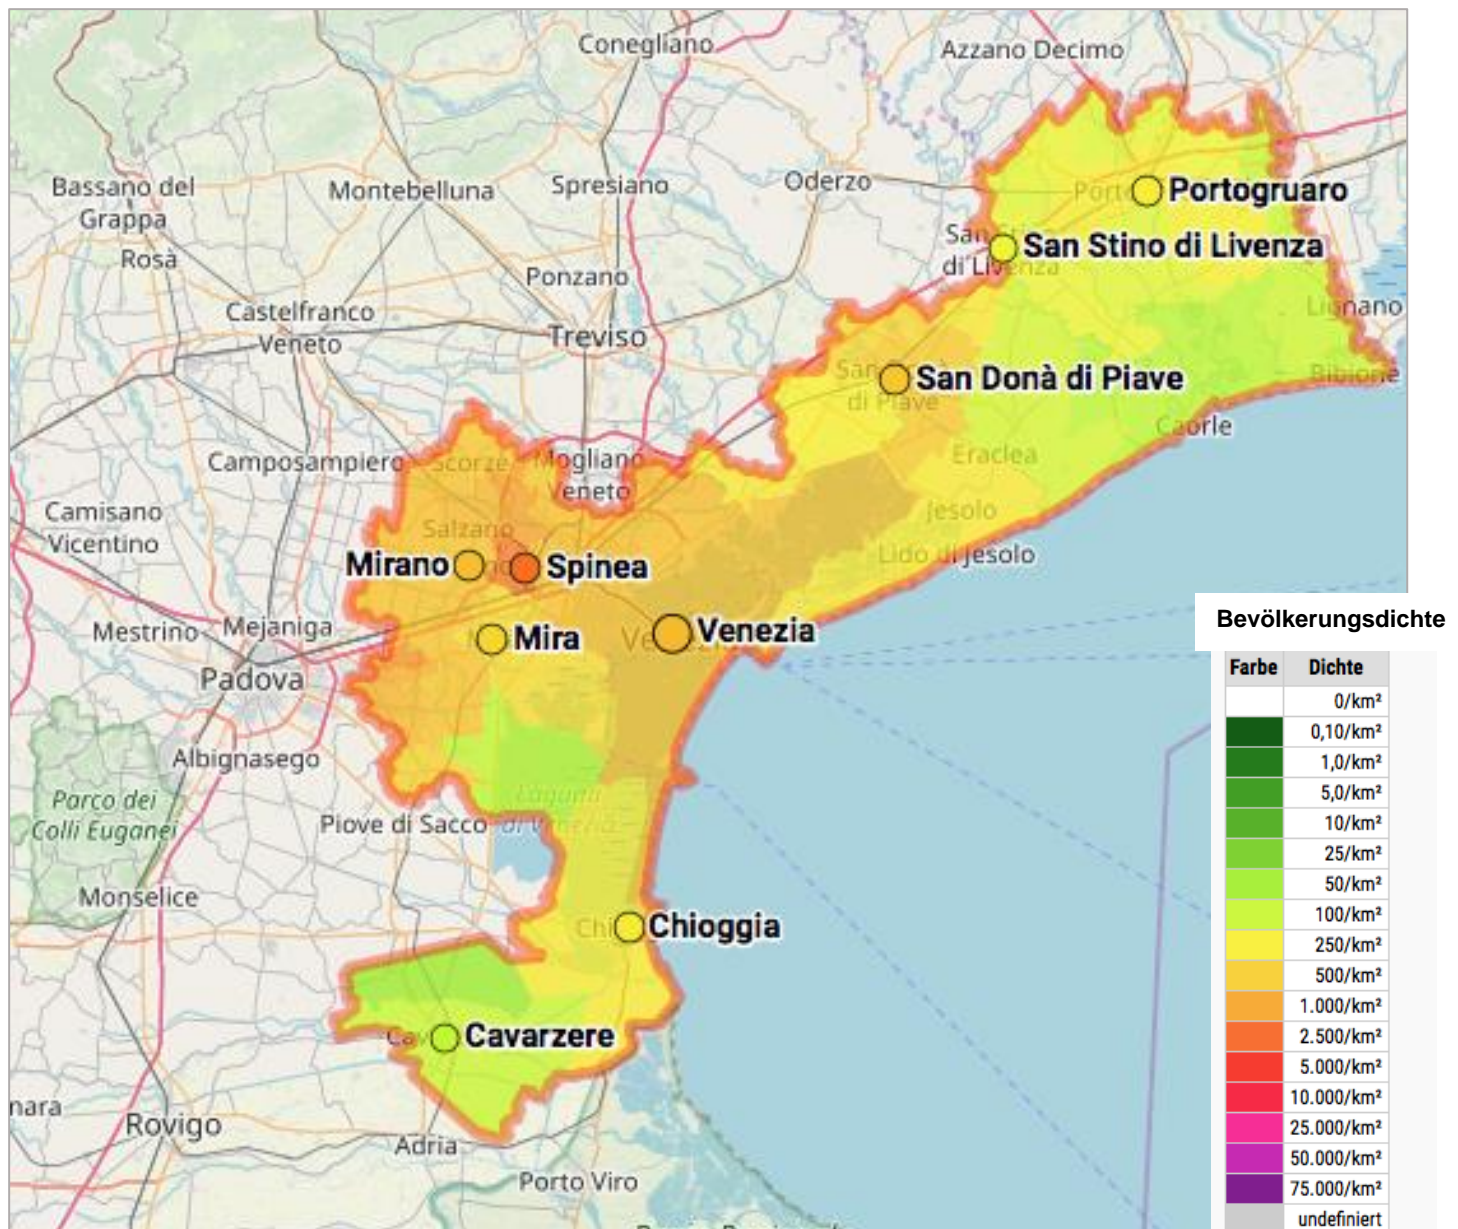 Conegliano
Azzano Decimo
Bassano del
Grappa
Montebelluna
Spresiano
Oderzo
Portogruaro
Rosà
San Stino di Livenza
Ponzano
Castelfranco
Veneto
Treviso
Lignano
San Donà di Piave
Bibione
Caorle
Camposampiero
Scorzè
Mogliano
Veneto
Eraclea
Camisano
Vicentino
Salzano
Jesolo
Lido di Jesolo
Mirano
Spinea
Mestrino
Mejaniga
Mira
Venezia
Padova
Albignasego
Parco dei
Colli Euganei
Piove di Sacco
Laguna
di Venezia
Monselice
Chioggia
Cavarzere
nara
Rovigo
Adria
Porto Viro
Bevölkerungsdichte
Farbe Dichte
0/km²
0,10/km²
1,0/km²
5,0/km²
10/km²
25/km²
50/km²
100/km²
250/km²
500/km²
1.000/km²
2.500/km²
5.000/km²
10.000/km²
25.000/km²
50.000/km²
75.000/km²
undefiniert